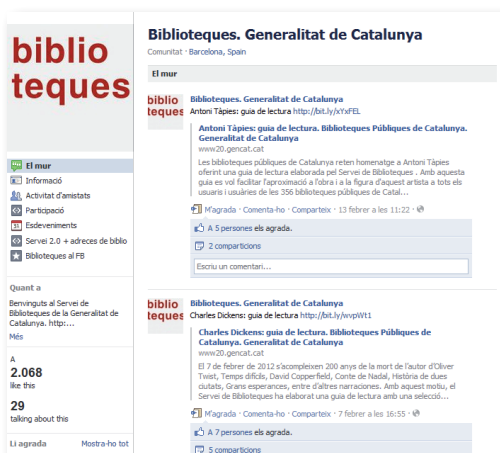 biblio
teques
El mur
Informació
Activitat d'amistats
Participació
Esdeveniments
Servei 2.0 + adreces de biblio
Biblioteques al FB
Quant a
Benvinguts al Servei de
Biblioteques de la Generalitat de
Catalunya. http:...
Més
A
2.068
like this
29
talking about this
Li agrada Mostra-ho tot
Biblioteques. Generalitat de Catalunya
Comunitat · Barcelona, Spain
El mur
biblio
teques
Biblioteques. Generalitat de Catalunya
Antoni Tàpies: guia de lectura http://bit.ly/xYxFEL
Antoni Tàpies: guia de lectura. Biblioteques Públiques de Catalunya.
Generalitat de Catalunya
www20.gencat.cat
Les biblioteques públiques de Catalunya reten homenatge a Antoni Tàpies
oferint una guia de lectura elaborada pel Servei de Biblioteques . Amb aquesta
guia es vol facilitar l'aproximació a l'obra i a la figura d'aquest artista a tots els
usuaris i usuàries de les 356 biblioteques públiques de Catal...
M'agrada · Comenta-ho · Comparteix · 13 febrer a les 11:22 ·
A 5 persones els agrada.
2 comparticions
Escriu un comentari...
biblio
teques
Biblioteques. Generalitat de Catalunya
Charles Dickens: guia de lectura http://bit.ly/wvpWt1
Charles Dickens: guia de lectura. Biblioteques Públiques de
Catalunya. Generalitat de Catalunya
www20.gencat.cat
El 7 de febrer de 2012 s'acompleixen 200 anys de la mort de l'autor d'Oliver
Twist, Temps difícils, David Copperfield, Conte de Nadal, Història de dues
ciutats, Grans esperances, entre d'altres narracions. Amb aquest motiu, el
Servei de Biblioteques ha elaborat una guia de lectura amb una selecció...
M'agrada · Comenta-ho · Comparteix · 7 febrer a les 16:55 ·
A 7 persones els agrada.
5 comparticions